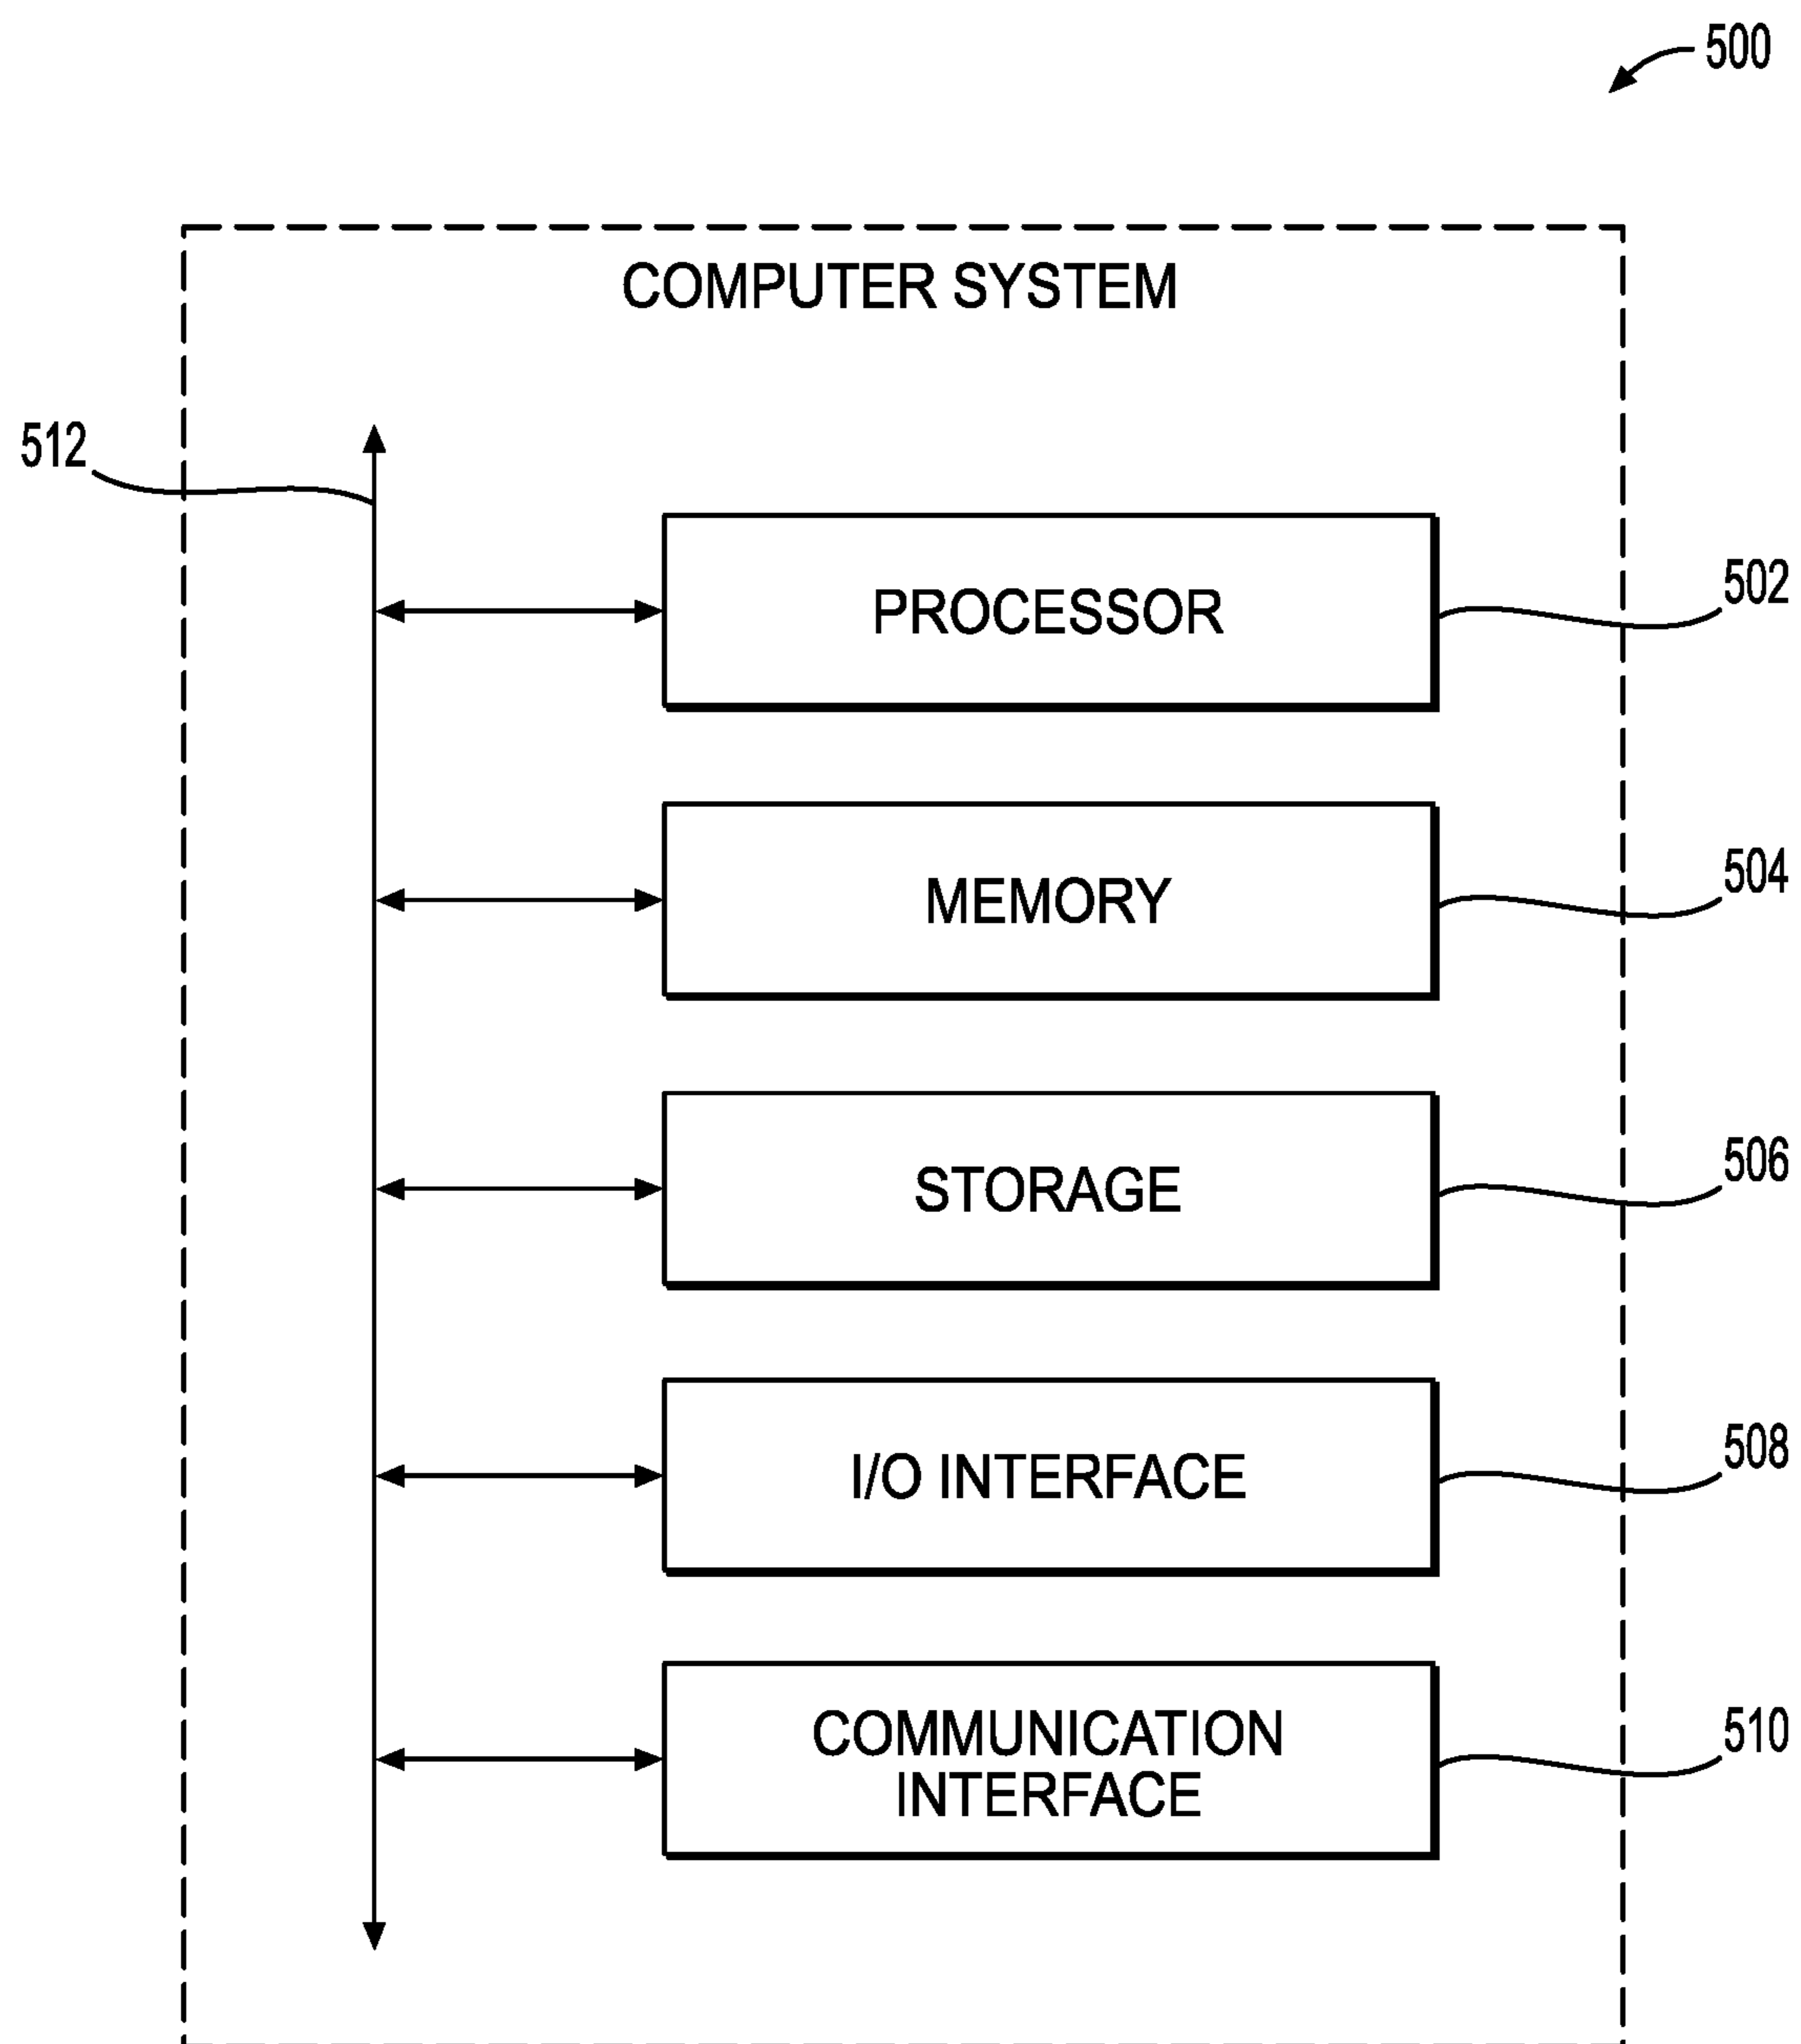 500
COMPUTER SYSTEM
512
PROCESSOR
502
MEMORY
504
STORAGE
506
I/O INTERFACE
508
COMMUNICATION
INTERFACE
510